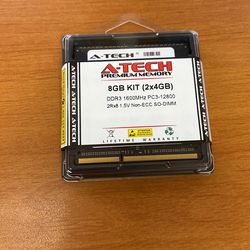 A-TECH
A-TECH
PREMIUM MEMORY
8GB KIT (2x4GB)
DDR3 1600MHz PC3-12800
2Rx8 1.5V Non-ECC SO-DIMM
LIFETIME WARRANTY
A-TECH